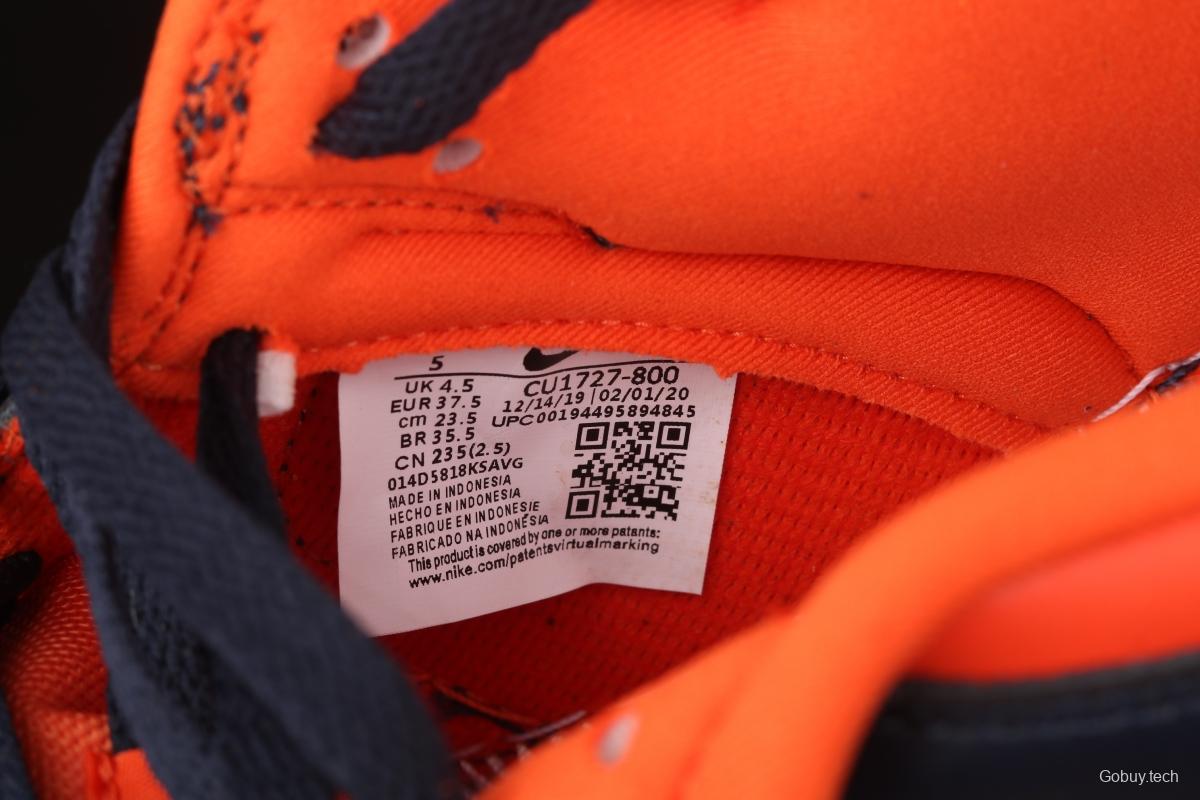 5
UK 4.5
EUR 37.5
cm 23.5
BR 35.5
CN 235(2.5)
CU1727-800
12/14/19 | 02/01/20
UPC00194495894845
014D5818KSAVG
MADE IN INDONESIA
HECHO EN INDONESIA
FABRIQUE EN INDONESIE
FABRICADO NA INDONÉSIA
This product is covered by one or more patents:
www.nike.com/patentsvirtualmarking
Gobuy.tech